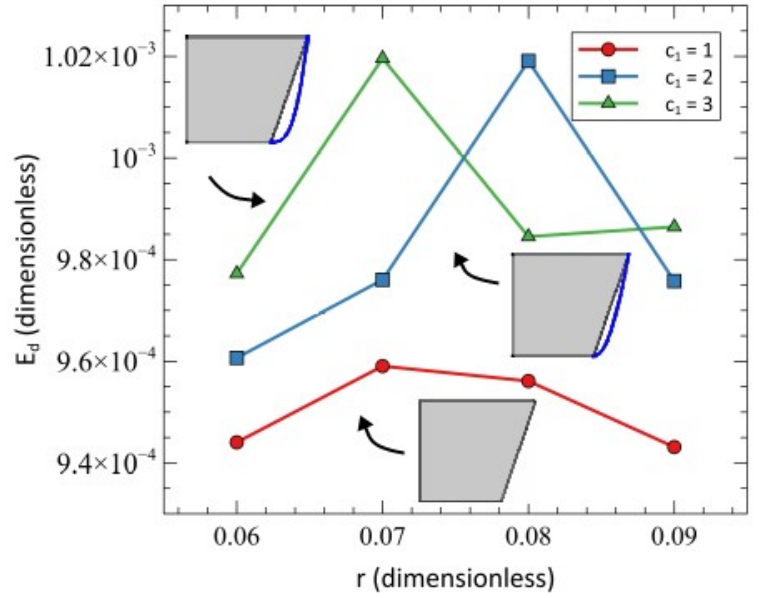 1.02×10⁻³
10⁻³
9.8×10⁻⁴
9.6×10⁻⁴
9.4×10⁻⁴
E_d (dimensionless)
c₁ = 1
c₁ = 2
c₁ = 3
0.06 0.07 0.08 0.09
r (dimensionless)